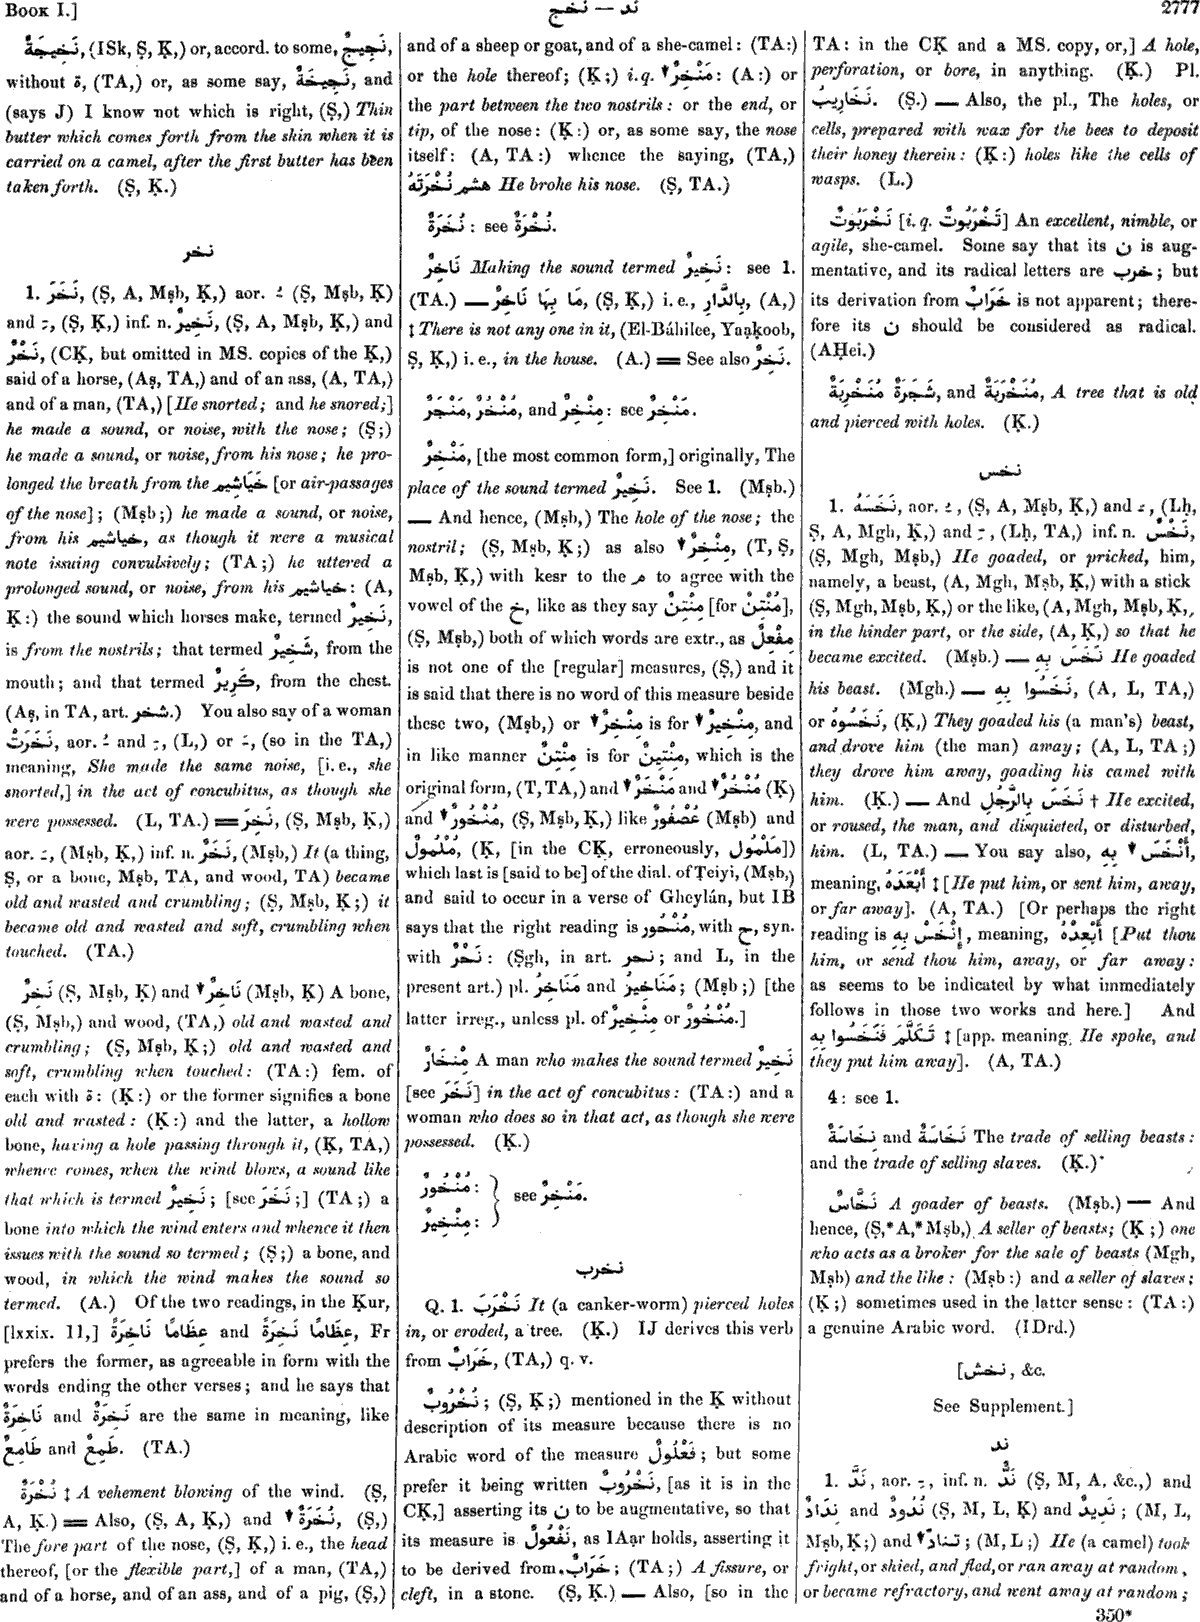 Book I.]
نخج — ند
2777
نَخِيجَةٌ, (ISk, Ṣ, Ḳ,) or, accord. to some, نَخِيجٌ,
without ة, (TA,) or, as some say, نَجِيخَةٌ, and
(says J) I know not which is right, (Ṣ,) Thin
butter which comes forth from the skin when it is
carried on a camel, after the first butter has been
taken forth. (Ṣ, Ḳ.)
نخر
1. نَخَرَ, (Ṣ, A, Mṣb, Ḳ,) aor. ـُ (Ṣ, Mṣb, Ḳ)
and ـِ, (Ṣ, Ḳ,) inf. n. نَخِيرٌ, (Ṣ, A, Mṣb, Ḳ,) and
نَخْرٌ, (CḲ, but omitted in MS. copies of the Ḳ,)
said of a horse, (Aṣ, TA,) and of an ass, (A, TA,)
and of a man, (TA,) [He snorted; and he snored;]
he made a sound, or noise, with the nose; (Ṣ;)
he made a sound, or noise, from his nose; he pro-
longed the breath from the خَيَاشِيم [or air-passages
of the nose]; (Mṣb;) he made a sound, or noise,
from his خياشيم, as though it were a musical
note issuing convulsively; (TA;) he uttered a
prolonged sound, or noise, from his خياشيم: (A,
Ḳ:) the sound which horses make, termed نَخِيرٌ,
is from the nostrils; that termed شَخِيرٌ, from the
mouth; and that termed كَرِيرٌ, from the chest.
(Aṣ, in TA, art. شخر.) You also say of a woman
نَخَرَتْ, aor. ـُ and ـِ, (L,) or ـَ, (so in the TA,)
meaning, She made the same noise, [i. e., she
snorted,] in the act of concubitus, as though she
were possessed. (L, TA.) ═ نَخِرَ, (Ṣ, Mṣb, Ḳ,)
aor. ـَ, (Mṣb, Ḳ,) inf. n. نَخَرٌ, (Mṣb,) It (a thing,
Ṣ, or a bone, Mṣb, TA, and wood, TA) became
old and wasted and crumbling; (Ṣ, Mṣb, Ḳ;) it
became old and wasted and soft, crumbling when
touched. (TA.)
نَخِرٌ (Ṣ, Mṣb, Ḳ) and ▼ نَاخِرٌ (Mṣb, Ḳ) A bone,
(Ṣ, Mṣb,) and wood, (TA,) old and wasted and
crumbling; (Ṣ, Mṣb, Ḳ;) old and wasted and
soft, crumbling when touched: (TA:) fem. of
each with ة: (Ḳ:) or the former signifies a bone
old and wasted: (Ḳ:) and the latter, a hollow
bone, having a hole passing through it, (Ḳ, TA,)
whence comes, when the wind blows, a sound like
that which is termed نَخِيرٌ; [see نَخَرَ;] (TA;) a
bone into which the wind enters and whence it then
issues with the sound so termed; (Ṣ;) a bone, and
wood, in which the wind makes the sound so
termed. (A.) Of the two readings, in the Ḳur,
[lxxix. 11,] عِظَامًا نَاخِرَةً and عِظَامًا نَخِرَةً, Fr
prefers the former, as agreeable in form with the
words ending the other verses; and he says that
نَاخِرَةٌ and نَخِرَةٌ are the same in meaning, like
طَامِعٌ and طَمِعٌ. (TA.)
نُخْرَةٌ ‡ A vehement blowing of the wind. (Ṣ,
A, Ḳ.) ═ Also, (Ṣ, A, Ḳ,) and ▼ نُخَرَةٌ, (Ṣ,)
The fore part of the nose, (Ṣ, Ḳ,) i. e., the head
thereof, [or the flexible part,] of a man, (TA,)
and of a horse, and of an ass, and of a pig, (Ṣ,)
and of a sheep or goat, and of a she-camel: (TA:)
or the hole thereof; (Ḳ;) i. q. ▼ مَنْخِرٌ: (A:) or
the part between the two nostrils: or the end, or
tip, of the nose: (Ḳ:) or, as some say, the nose
itself: (A, TA:) whence the saying, (TA,)
هشم نُخْرَتَهُ He broke his nose. (Ṣ, TA.)
نُخَرَةٌ: see نُخْرَةٌ.
نَاخِرٌ Making the sound termed نَخِيرٌ: see 1.
(TA.) — مَا بِهَا نَاخِرٌ, (Ṣ, Ḳ,) i. e., بِالدَّارِ, (A,)
‡ There is not any one in it, (El-Báhilee, Yaạḳoob,
Ṣ, Ḳ,) i. e., in the house. (A.) ═ See also نَخِرٌ.
مَنْخَرٌ, مُنْخُرٌ, and مِنْخِرٌ: see مَنْخِرٌ.
مَنْخِرٌ, [the most common form,] originally, The
place of the sound termed نَخِيرٌ. See 1. (Mṣb.)
— And hence, (Mṣb,) The hole of the nose; the
nostril; (Ṣ, Mṣb, Ḳ;) as also ▼ مِنْخِرٌ, (T, Ṣ,
Mṣb, Ḳ,) with kesr to the م to agree with the
vowel of the خ, like as they say مِنْتِنٌ [for مُنْتِنٌ],
(Ṣ, Mṣb,) both of which words are extr., as مِفْعِلٌ
is not one of the [regular] measures, (Ṣ,) and it
is said that there is no word of this measure beside
these two, (Mṣb,) or ▼ مِنْخِرٌ is for ▼ مِنْخِيرٌ, and
in like manner مِنْتِنٌ is for مِنْتِينٌ, which is the
original form, (T, TA,) and ▼ مَنْخَرٌ and ▼ مُنْخُرٌ (Ḳ)
and ▼ مُنْخُورٌ, (Ṣ, Mṣb, Ḳ,) like عُصْفُورٌ (Mṣb) and
مُلْمُولٌ, (Ḳ, [in the CḲ, erroneously, مَلْمُول])
which last is [said to be] of the dial. of Teiyi, (Mṣb,)
and said to occur in a verse of Gheylán, but IB
says that the right reading is مُنْحُور, with ح, syn.
with نَحْرٌ: (Ṣgh, in art. نحر; and L, in the
present art.) pl. مَنَاخِرُ and مَنَاخِيرُ; (Mṣb;) [the
latter irreg., unless pl. of مِنْخِيرٌ or مُنْخُورٌ.]
مِنْخَارٌ A man who makes the sound termed نَخِيرٌ
[see نَخَرَ] in the act of concubitus: (TA:) and a
woman who does so in that act, as though she were
possessed. (Ḳ.)
مُنْخُورٌ:
مِنْخِيرٌ:
} see مَنْخِرٌ.
نخرب
Q. 1. نَخْرَبَ It (a canker-worm) pierced holes
in, or eroded, a tree. (Ḳ.) IJ derives this verb
from خَرَابٌ, (TA,) q. v.
نُخْرُوبٌ; (Ṣ, Ḳ;) mentioned in the Ḳ without
description of its measure because there is no
Arabic word of the measure فَعْلُولٌ; but some
prefer it being written نَخْرُوبٌ, [as it is in the
CḲ,] asserting its ن to be augmentative, so that
its measure is نَفْعُولٌ, as IAạr holds, asserting it
to be derived from خَرَابٌ; (TA;) A fissure, or
cleft, in a stone. (Ṣ, Ḳ.) — Also, [so in the
TA: in the CḲ and a MS. copy, or,] A hole,
perforation, or bore, in anything. (Ḳ.) Pl.
نَخَارِيبُ. (Ṣ.) — Also, the pl., The holes, or
cells, prepared with wax for the bees to deposit
their honey therein: (Ḳ:) holes like the cells of
wasps. (L.)
نَخْرَبُوتٌ [i. q. تَخْرَبُوتٌ] An excellent, nimble, or
agile, she-camel. Some say that its ن is aug-
mentative, and its radical letters are خرب; but
its derivation from خَرَابٌ is not apparent; there-
fore its ن should be considered as radical.
(AḤei.)
شَجَرَةٌ مُنَخْرِبَةٌ, and مُنَخْرَبَةٌ, A tree that is old
and pierced with holes. (Ḳ.)
نخس
1. نَخَسَهُ, aor. ـُ, (Ṣ, A, Mṣb, Ḳ,) and ـَ, (Lḥ,
Ṣ, A, Mgh, Ḳ,) and ـِ, (Lḥ, TA,) inf. n. نَخْسٌ,
(Ṣ, Mgh, Mṣb,) He goaded, or pricked, him,
namely, a beast, (A, Mgh, Mṣb, Ḳ,) with a stick
(Ṣ, Mgh, Mṣb, Ḳ,) or the like, (A, Mgh, Mṣb, Ḳ,)
in the hinder part, or the side, (A, Ḳ,) so that he
became excited. (Mṣb.) — نَخَسَ بِهِ He goaded
his beast. (Mgh.) — نَخَسُوا بِهِ, (A, L, TA,)
or نَخَسُوهُ, (Ḳ,) They goaded his (a man's) beast,
and drove him (the man) away; (A, L, TA;)
they drove him away, goading his camel with
him. (Ḳ.) — And نَخَسَ بِالرَّجُلِ † He excited,
or roused, the man, and disquieted, or disturbed,
him. (L, TA.) — You say also, ▼ أَنْخَسَ بِهِ,
meaning, أَبْعَدَهُ ‡ [He put him, or sent him, away,
or far away]. (A, TA.) [Or perhaps the right
reading is إِنْخَسْ بِهِ, meaning, أَبْعِدْهُ [Put thou
him, or send thou him, away, or far away:
as seems to be indicated by what immediately
follows in those two works and here.] And
تَكَلَّمَ فَنَخَسُوا بِهِ ‡ [app. meaning, He spoke, and
they put him away]. (A, TA.)
4: see 1.
نِخَاسَةٌ and نَخَاسَةٌ The trade of selling beasts:
and the trade of selling slaves. (Ḳ.)
نَخَّاسٌ A goader of beasts. (Mṣb.) — And
hence, (Ṣ,* A,* Mṣb,) A seller of beasts; (Ḳ;) one
who acts as a broker for the sale of beasts (Mgh,
Mṣb) and the like: (Mṣb:) and a seller of slaves;
(Ḳ;) sometimes used in the latter sense: (TA:)
a genuine Arabic word. (IDrd.)
[نخش, &c.
See Supplement.]
ند
1. نَدَّ, aor. ـِ, inf. n. نَدٌّ (Ṣ, M, A, &c.,) and
نِدَادٌ and نُدُودٌ (Ṣ, M, L, Ḳ) and نَدِيدٌ; (M, L,
Mṣb, Ḳ;) and ▼ تنادّ; (M, L;) He (a camel) took
fright, or shied, and fled, or ran away at random,
or became refractory, and went away at random;
350*